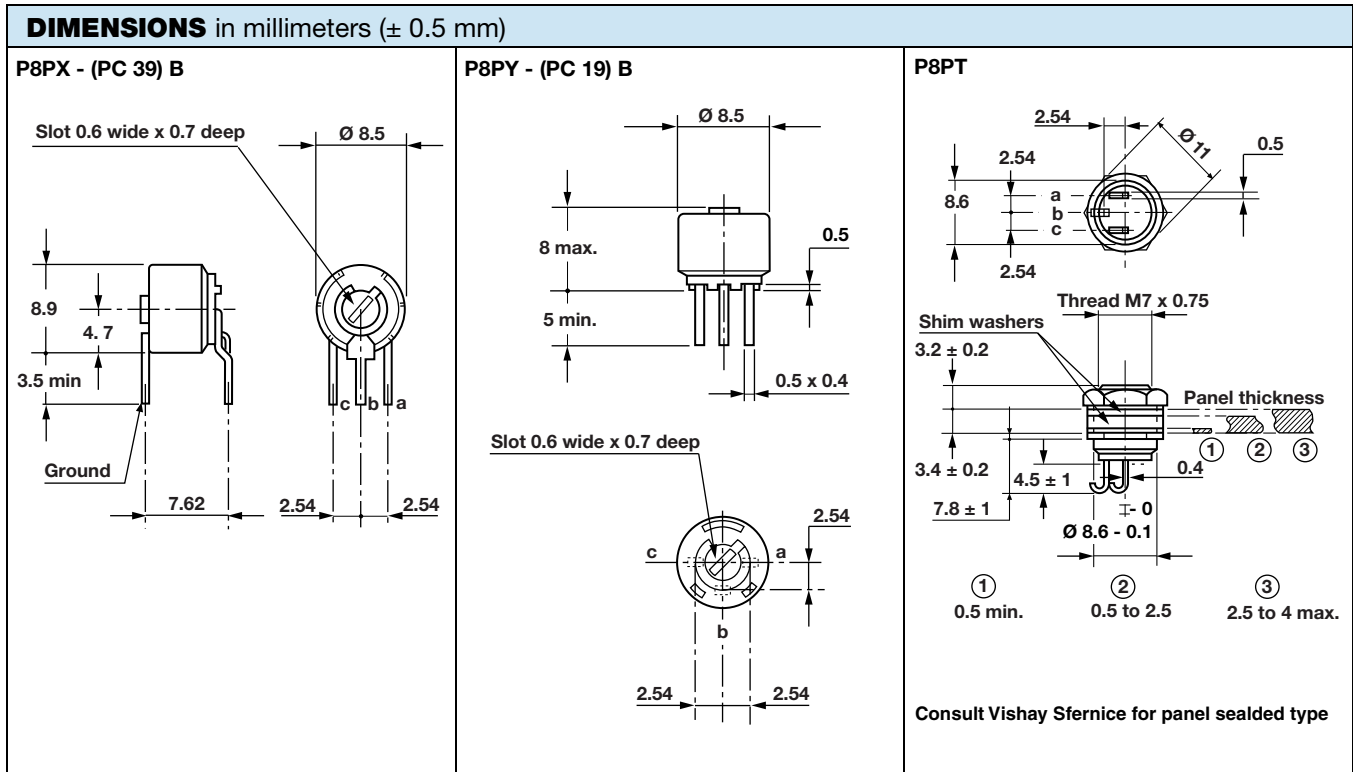 DIMENSIONS in millimeters (± 0.5 mm)
P8PX - (PC 39) B
Slot 0.6 wide x 0.7 deep
Ø 8.5
8.9
4. 7
3.5 min
c b a
Ground
7.62
2.54
2.54
P8PY - (PC 19) B
Ø 8.5
8 max.
0.5
5 min.
0.5 x 0.4
Slot 0.6 wide x 0.7 deep
2.54
c
a
b
2.54
2.54
P8PT
2.54
Ø 11
0.5
2.54
8.6
a
b
c
2.54
Thread M7 x 0.75
Shim washers
3.2 ± 0.2
Panel thickness
① ② ③
3.4 ± 0.2
4.5 ± 1
0.4
7.8 ± 1
- 0
Ø 8.6 - 0.1
① ② ③
0.5 min. 0.5 to 2.5 2.5 to 4 max.
Consult Vishay Sfernice for panel sealded type